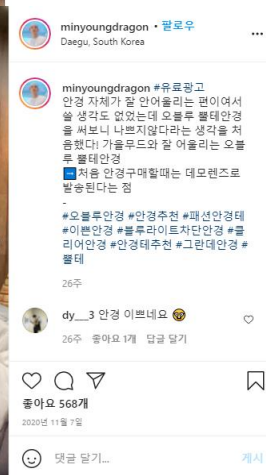 minyoungdragon • 팔로우
Daegu, South Korea
minyoungdragon #유료광고
안경 자체가 잘 안어울리는 편이여서
쓸 생각도 없었는데 오블루 뿔테안경
을 써보니 나쁘지않다라는 생각을 처
음했다! 가을무드와 잘 어울리는 오블
루 뿔테안경
➡처음 안경구매할때는 데모렌즈로
발송된다는 점
-
#오블루안경 #안경추천 #패션안경테
#이쁜안경 #블루라이트차단안경 #클
리어안경 #안경테추천 #그란데안경 #
뿔테
26주
dy___3 안경 이쁘네요 🤓
26주 좋아요 1개 답글 달기
좋아요 568개
2020년 11월 7일
댓글 달기...
게시